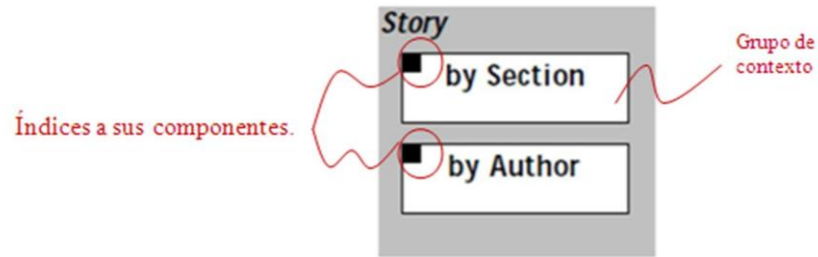 Story
by Section
Grupo de
contexto
Índices a sus componentes.
by Author